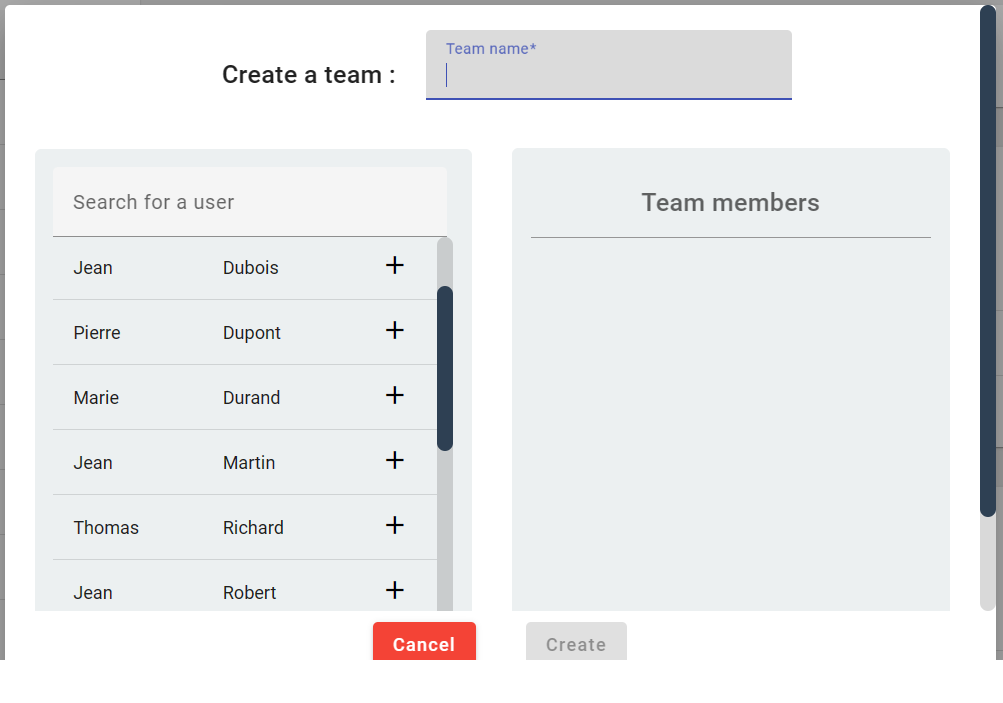 Create a team :
Team name*
Search for a user
Jean Dubois +
Pierre Dupont +
Marie Durand +
Jean Martin +
Thomas Richard +
Jean Robert +
Team members
Cancel
Create